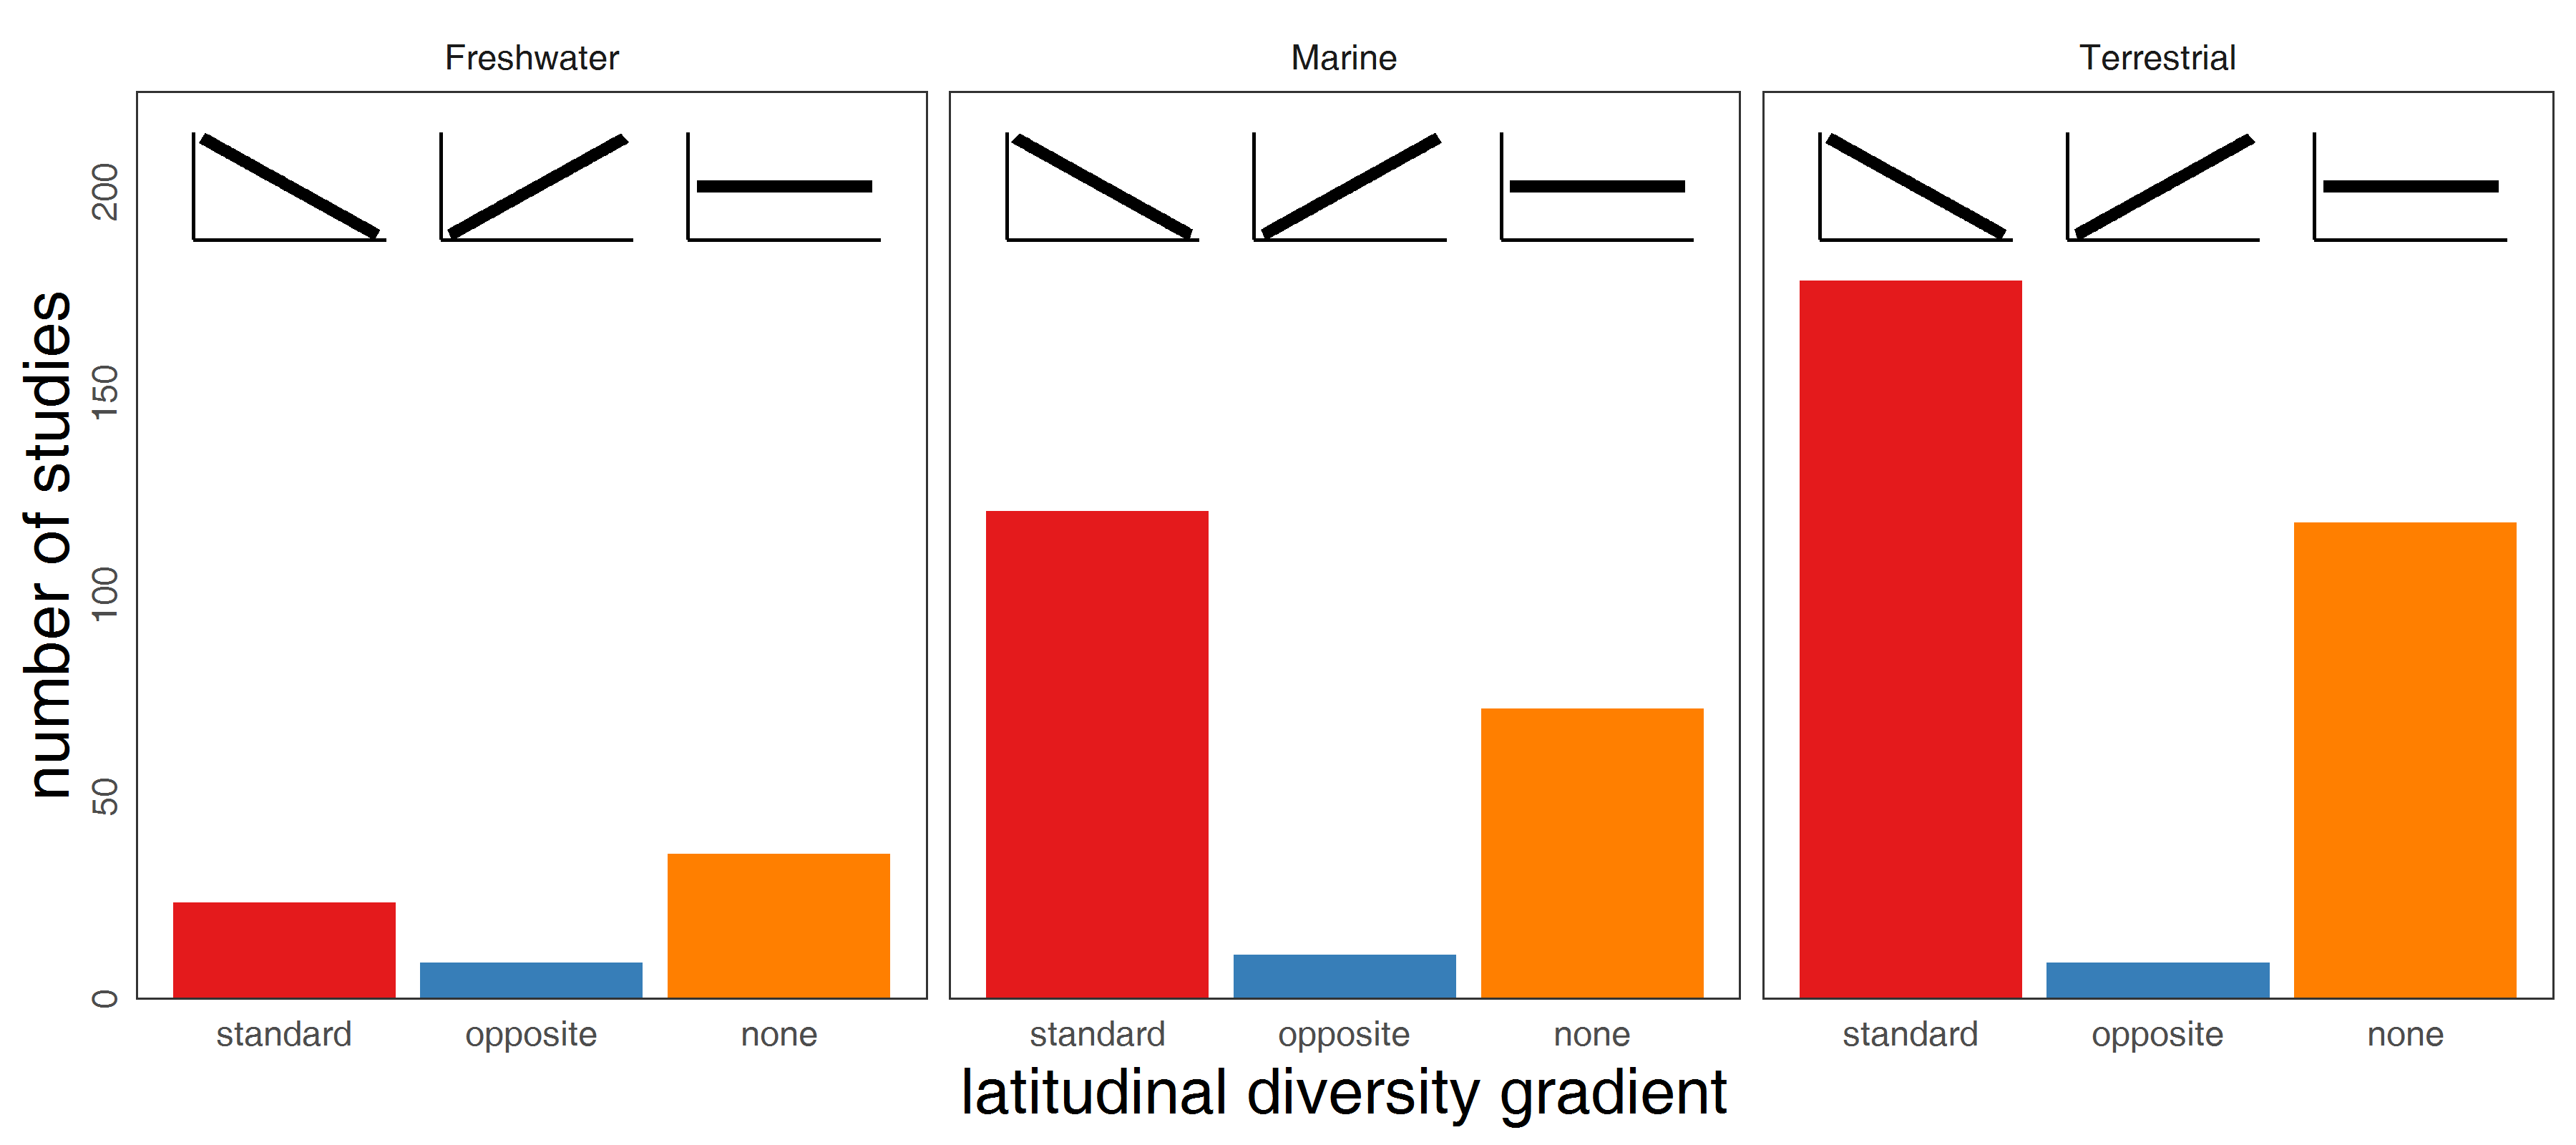 Freshwater
Marine
Terrestrial
number of studies
200
150
100
50
0
standard opposite none
standard opposite none
standard opposite none
latitudinal diversity gradient